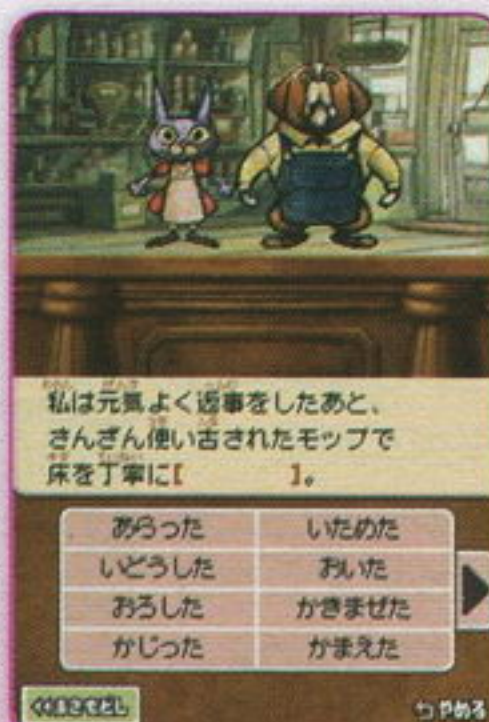 私は元気よく返事をしたあと、
さんざん使い古されたモップで
床を丁寧に【　　　】。
あらった
いためた
いどうした
おいた
おろした
かきまぜた
かじった
かまえた
やめる